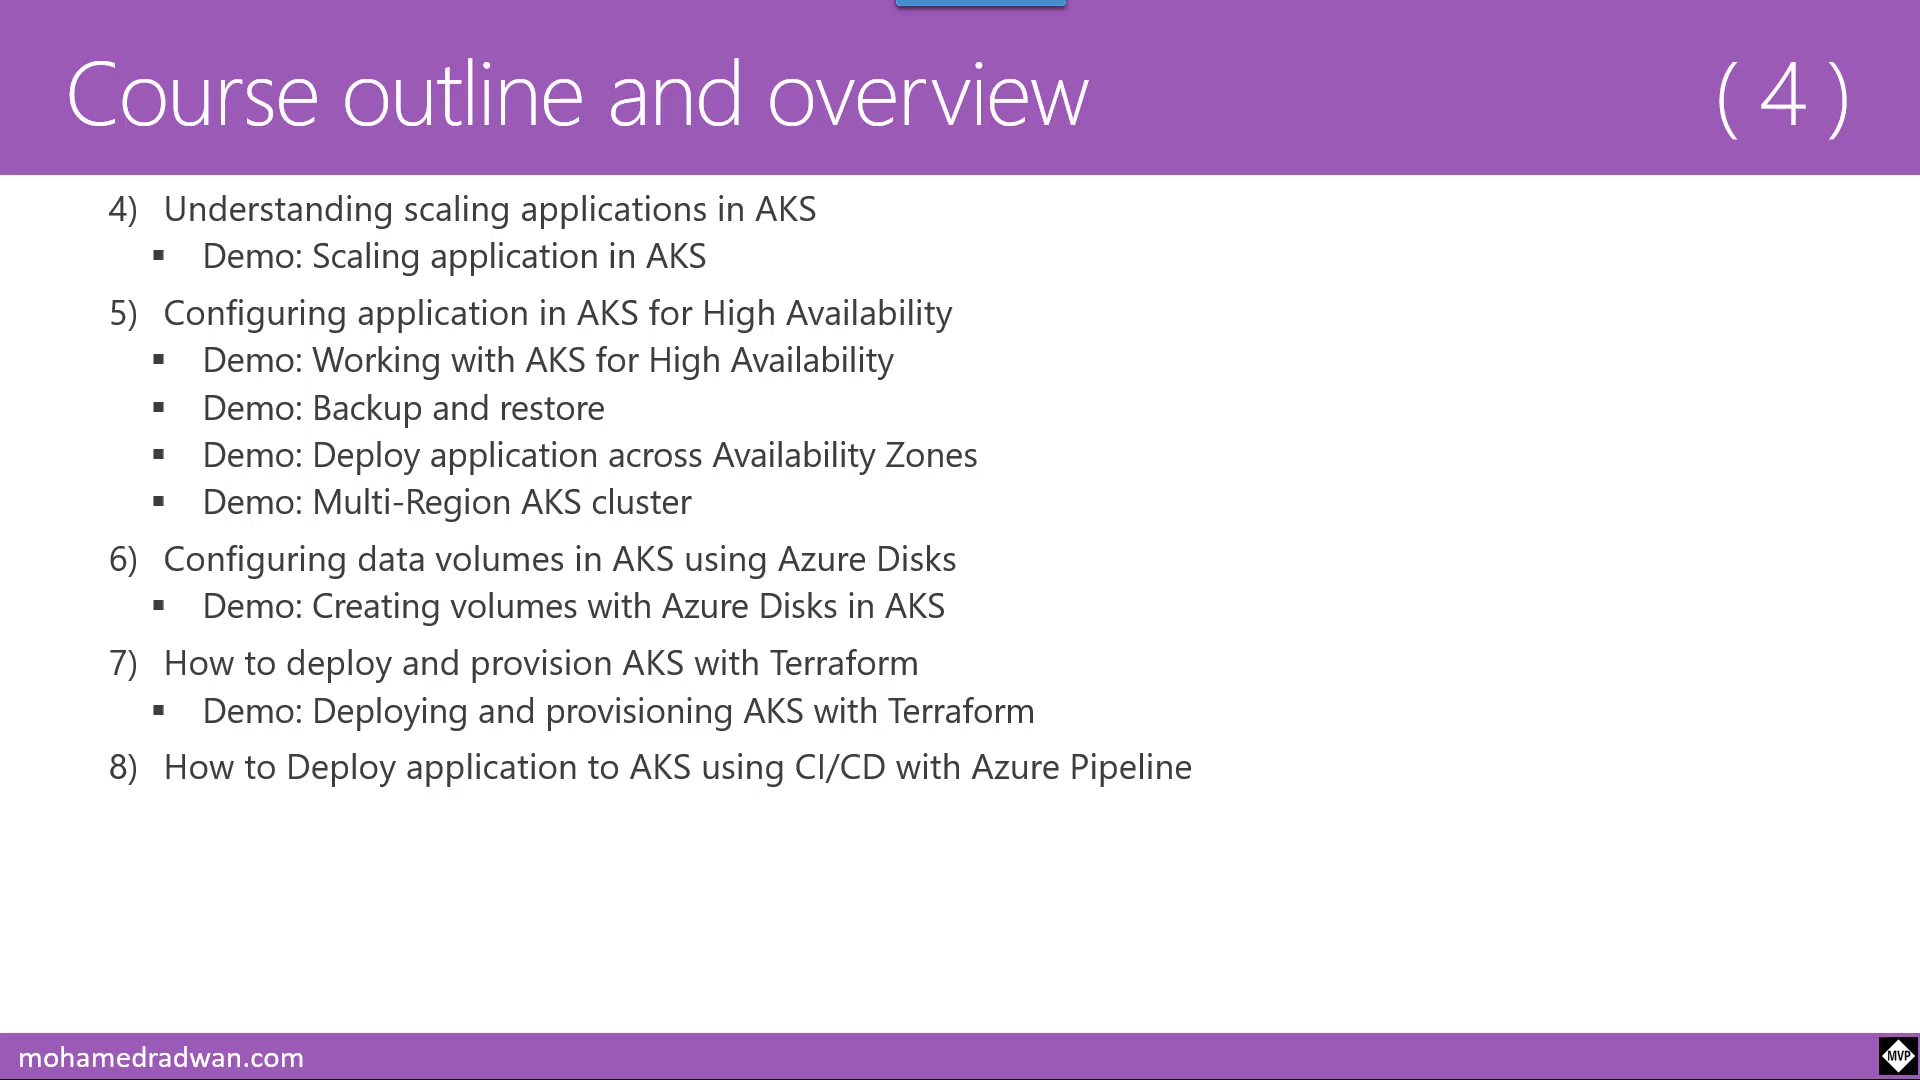 Course outline and overview
( 4 )
4) Understanding scaling applications in AKS
▪ Demo: Scaling application in AKS
5) Configuring application in AKS for High Availability
▪ Demo: Working with AKS for High Availability
▪ Demo: Backup and restore
▪ Demo: Deploy application across Availability Zones
▪ Demo: Multi-Region AKS cluster
6) Configuring data volumes in AKS using Azure Disks
▪ Demo: Creating volumes with Azure Disks in AKS
7) How to deploy and provision AKS with Terraform
▪ Demo: Deploying and provisioning AKS with Terraform
8) How to Deploy application to AKS using CI/CD with Azure Pipeline
mohamedradwan.com
MVP